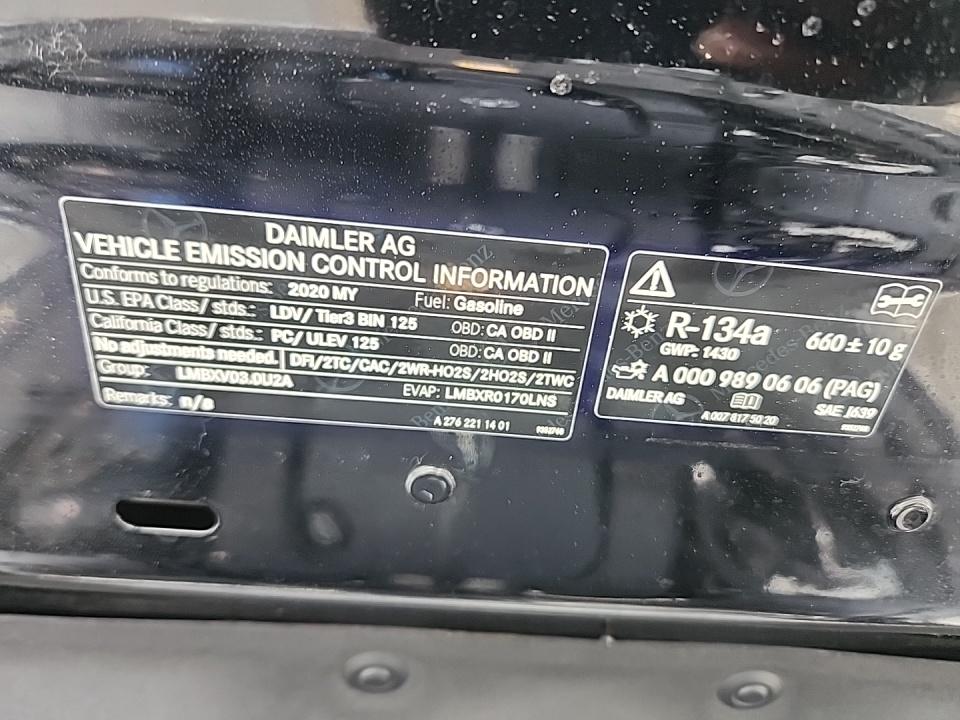 DAIMLER AG
VEHICLE EMISSION CONTROL INFORMATION
Conforms to regulations: 2020 MY Fuel: Gasoline
U.S. EPA Class/ stds.: LDV/ Tier3 BIN 125 OBD: CA OBD II
California Class/ stds.: PC/ ULEV 125 OBD: CA OBD II
No adjustments needed. DFI/2TC/CAC/2WR-HO2S/2HO2S/2TWC
Group: LMBXV03.0U2A EVAP: LMBXR0170LNS
Remarks: n/a
A 276 221 14 01
R-134a 660 ± 10 g
GWP: 1430
A 000 989 06 06 (PAG)
DAIMLER AG SAE J639
A 007 817 50 20
Mercedes-Benz